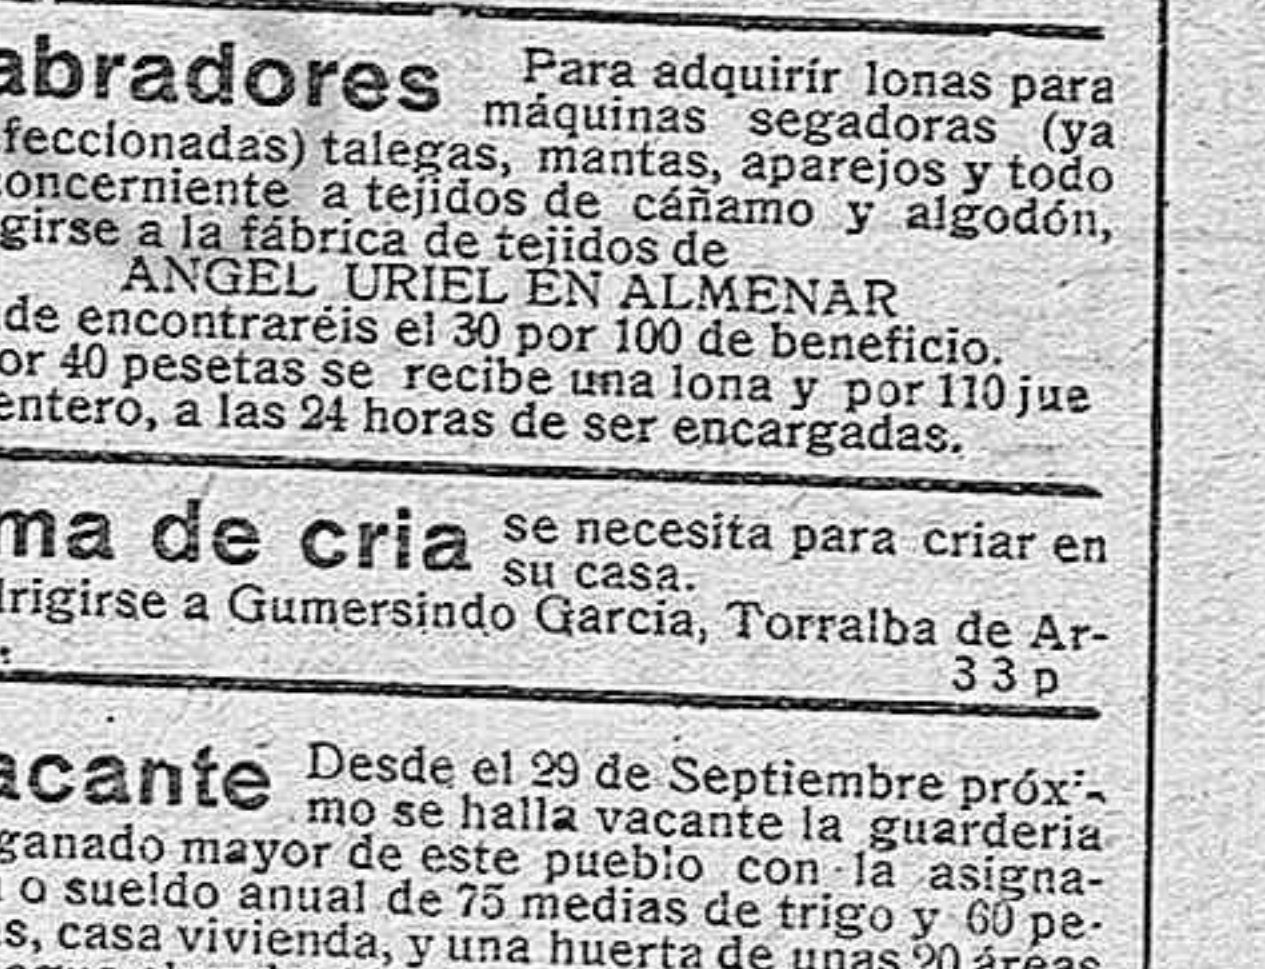 abradores Para adquirír lonas para
máquinas segadoras (ya
feccionadas) talegas, mantas, aparejos y todo
concerniente a tejidos de cáñamo y algodón,
girse a la fábrica de tejidos de
ANGEL URIEL EN ALMENAR
de encontraréis el 30 por 100 de beneficio.
or 40 pesetas se recibe una lona y por 110 jue
entero, a las 24 horas de ser encargadas.
ma de cria se necesita para criar en
su casa.
irigirse a Gumersindo García, Torralba de Ar-
3 3 p
acante Desde el 29 de Septiembre próxi-
mo se halla vacante la guarderia
ganado mayor de este pueblo con la asigna-
o sueldo anual de 75 medias de trigo y 60 pe-
s, casa vivienda, y una huerta de unas 20 áreas